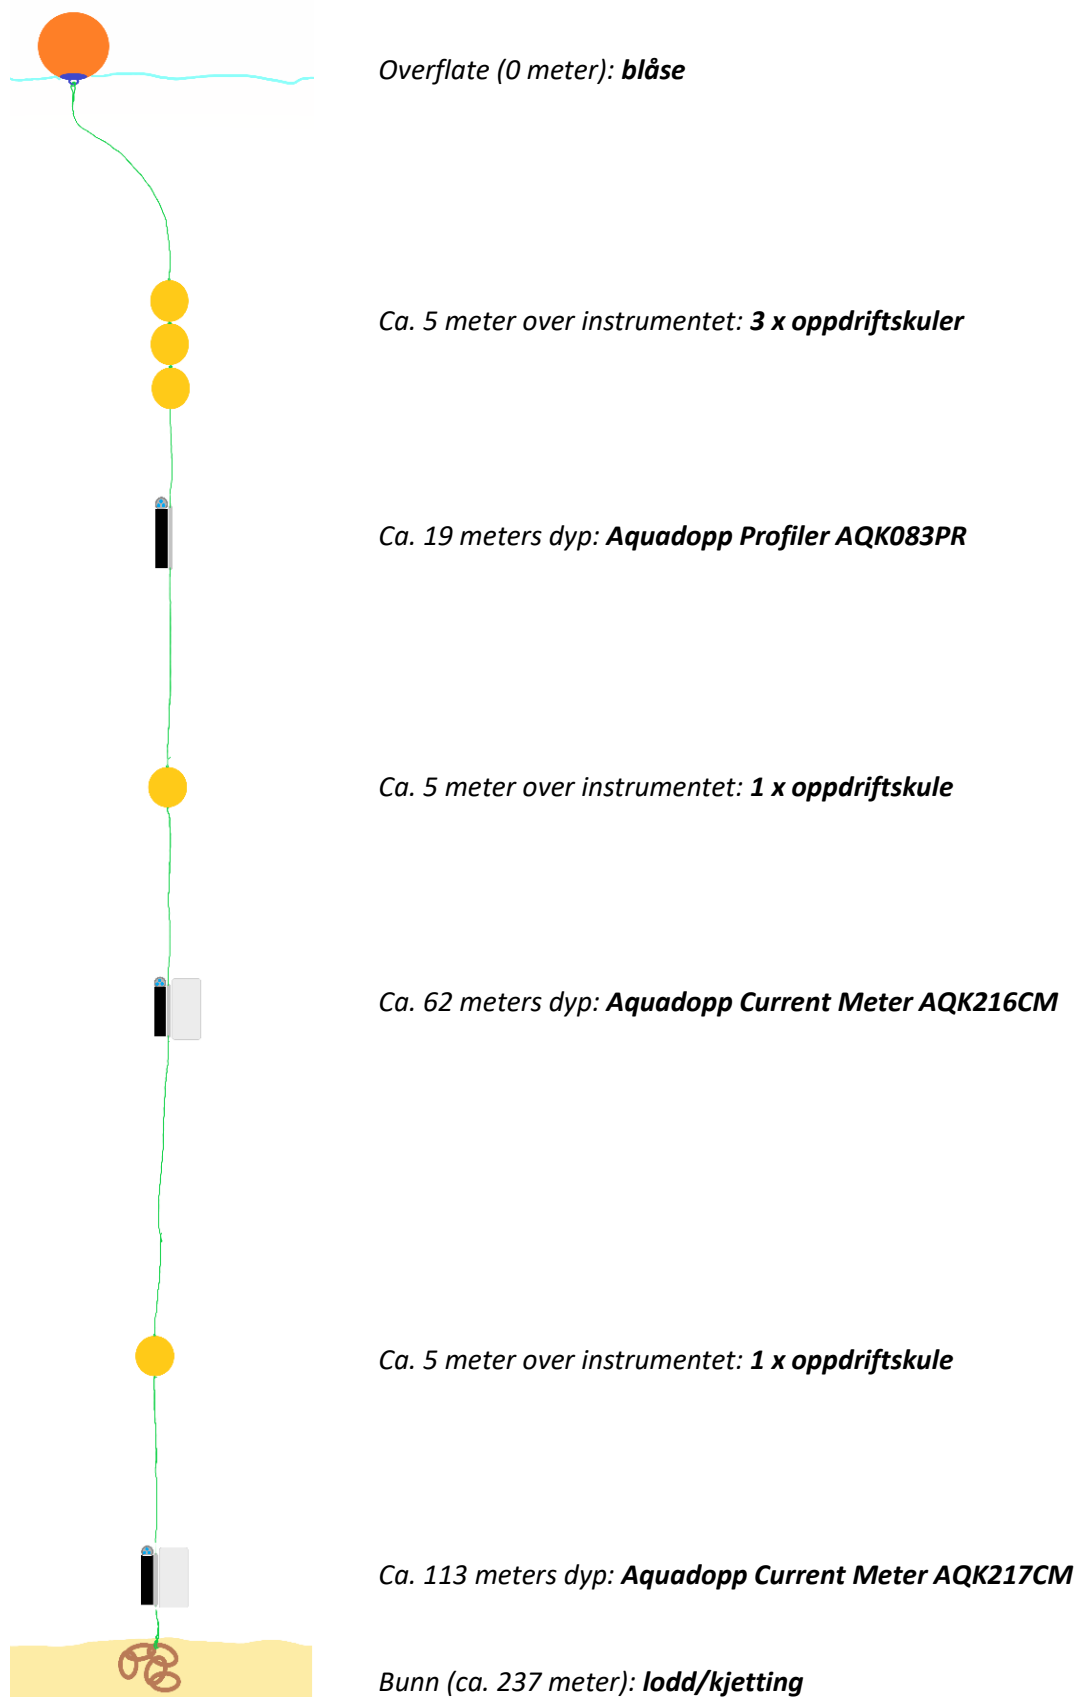 Overflate (0 meter): blåse
Ca. 5 meter over instrumentet: 3 x oppdriftskuler
Ca. 19 meters dyp: Aquadopp Profiler AQK083PR
Ca. 5 meter over instrumentet: 1 x oppdriftskule
Ca. 62 meters dyp: Aquadopp Current Meter AQK216CM
Ca. 5 meter over instrumentet: 1 x oppdriftskule
Ca. 113 meters dyp: Aquadopp Current Meter AQK217CM
Bunn (ca. 237 meter): lodd/kjetting